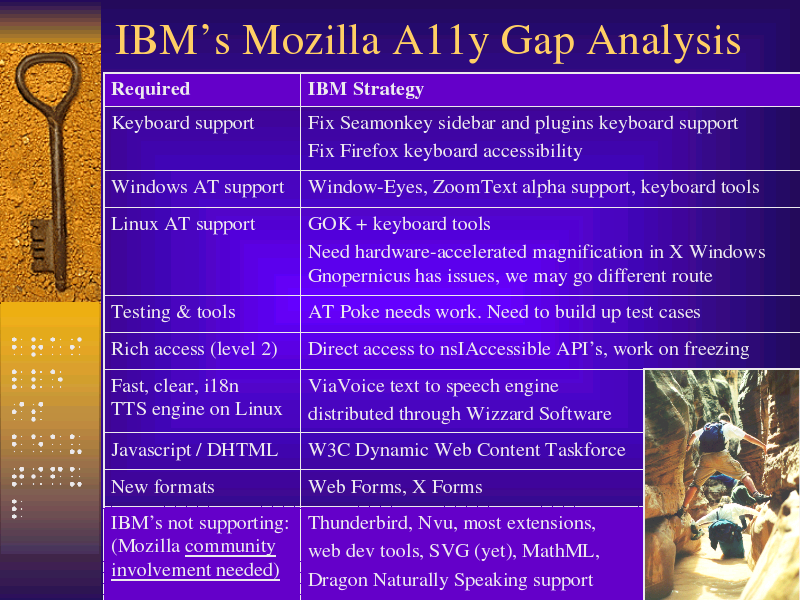 IBM's Mozilla A11y Gap Analysis
Required
IBM Strategy
Keyboard support
Fix Seamonkey sidebar and plugins keyboard support
Fix Firefox keyboard accessibility
Windows AT support
Window-Eyes, ZoomText alpha support, keyboard tools
Linux AT support
GOK + keyboard tools
Need hardware-accelerated magnification in X Windows
Gnopernicus has issues, we may go different route
Testing & tools
AT Poke needs work. Need to build up test cases
Rich access (level 2)
Direct access to nsIAccessible API's, work on freezing
Fast, clear, i18n
TTS engine on Linux
ViaVoice text to speech engine
distributed through Wizzard Software
Javascript / DHTML
W3C Dynamic Web Content Taskforce
New formats
Web Forms, X Forms
IBM's not supporting:
(Mozilla community
involvement needed)
Thunderbird, Nvu, most extensions,
web dev tools, SVG (yet), MathML,
Dragon Naturally Speaking support